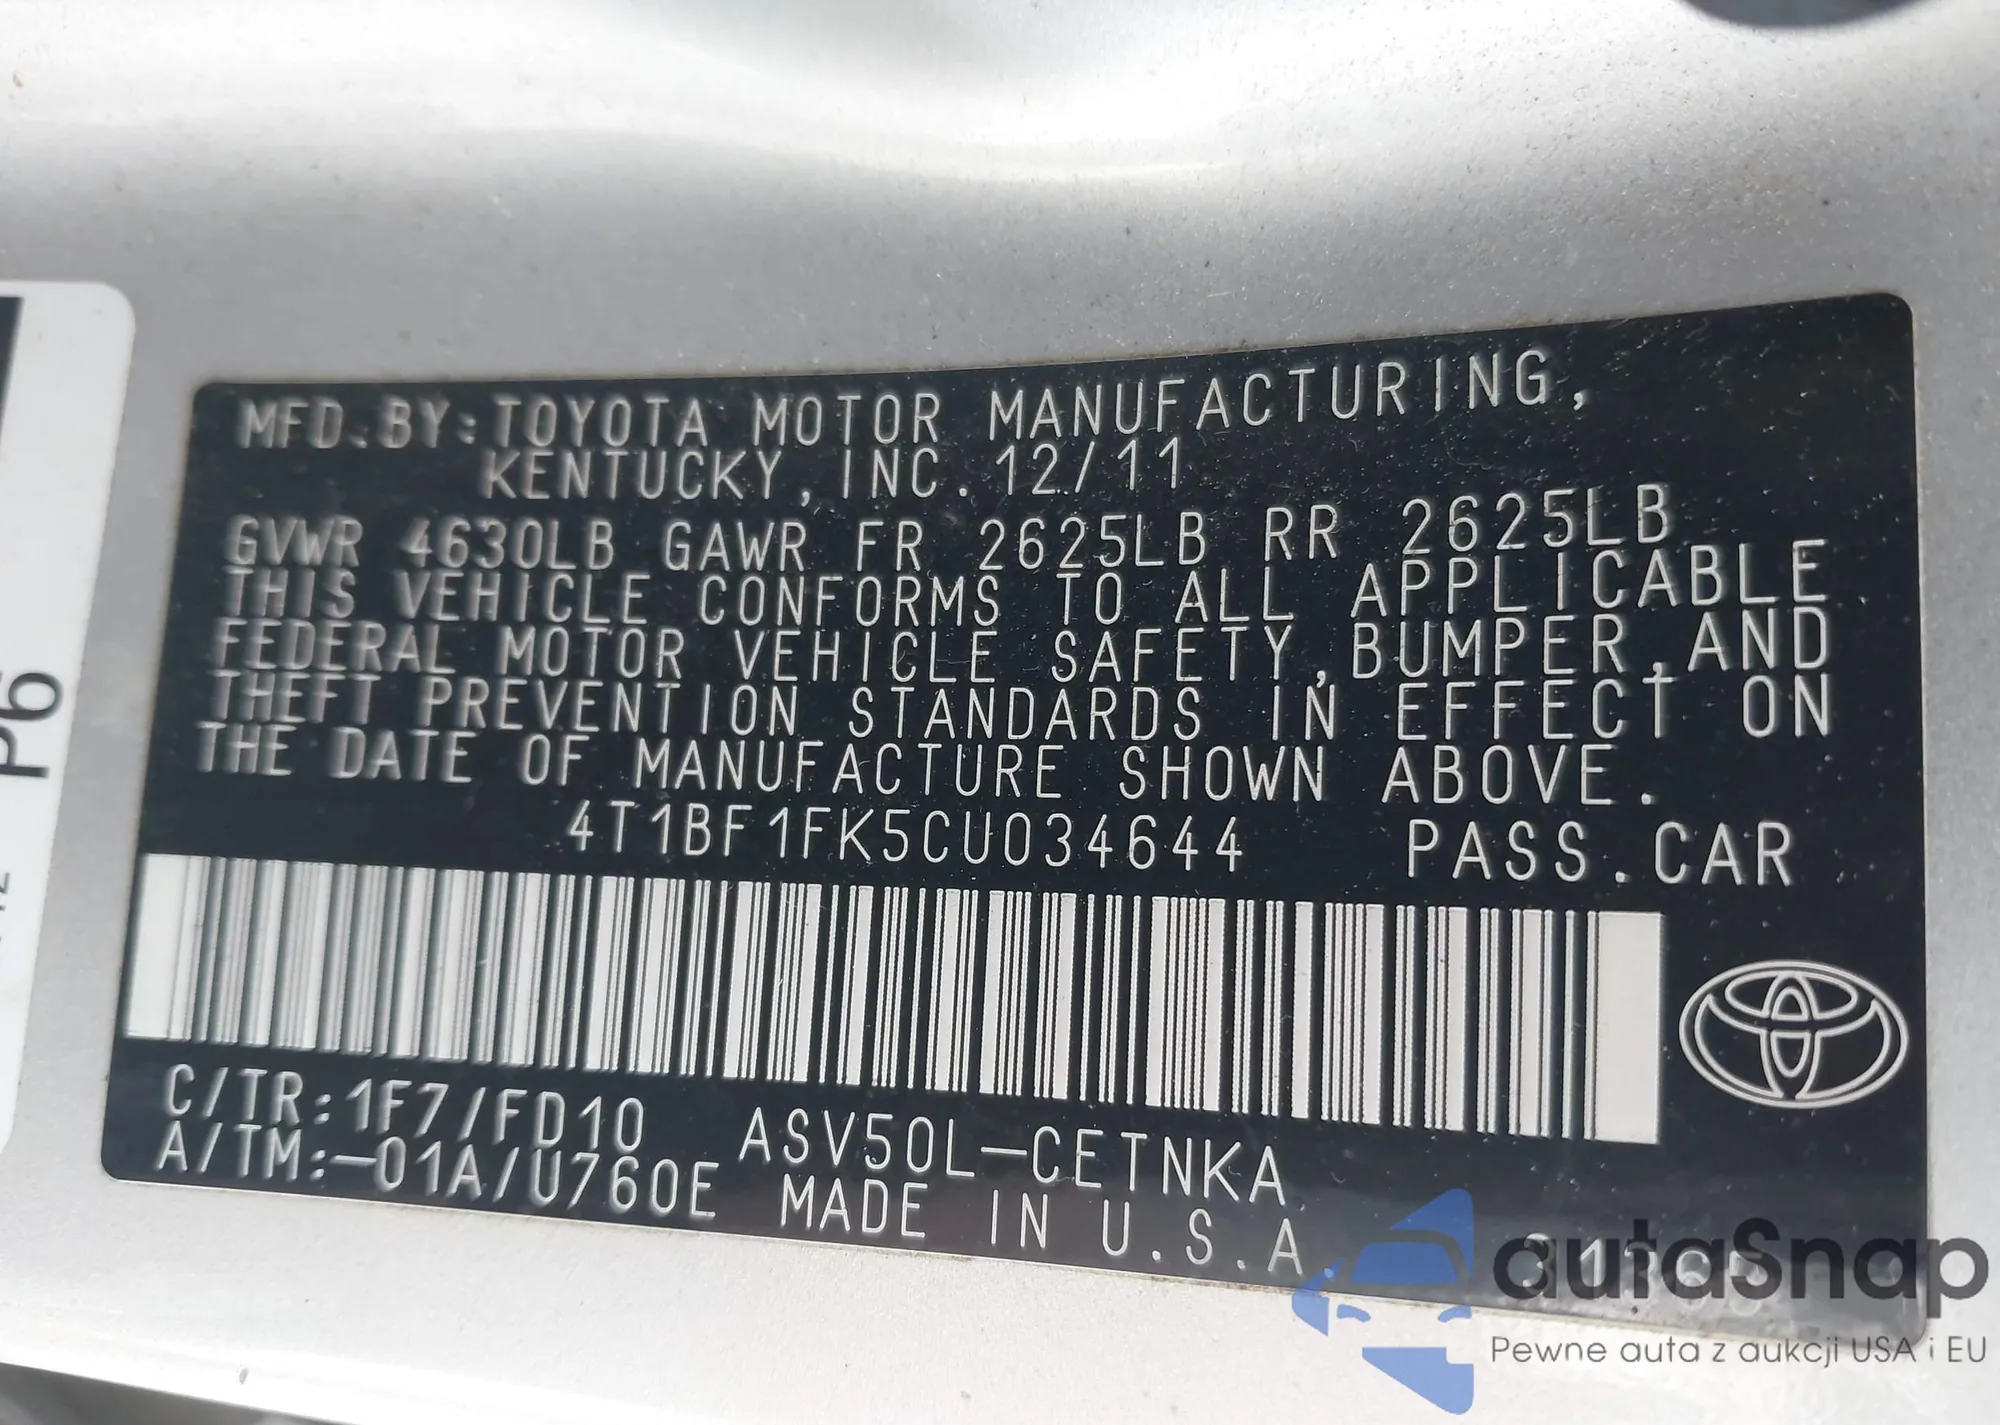 MFD. BY: TOYOTA MOTOR MANUFACTURING,
KENTUCKY, INC. 12/11
GVWR 4630LB GAWR FR 2625LB RR 2625LB
THIS VEHICLE CONFORMS TO ALL APPLICABLE
FEDERAL MOTOR VEHICLE SAFETY, BUMPER, AND
THEFT PREVENTION STANDARDS IN EFFECT ON
THE DATE OF MANUFACTURE SHOWN ABOVE.
4T1BF1FK5CU034644 PASS. CAR
C/TR: 1F7/FD10 ASV50L-CETNKA
A/TM:-01A/U760E MADE IN U.S.A.
P6
autaSnap
Pewne auta z aukcji USA i EU